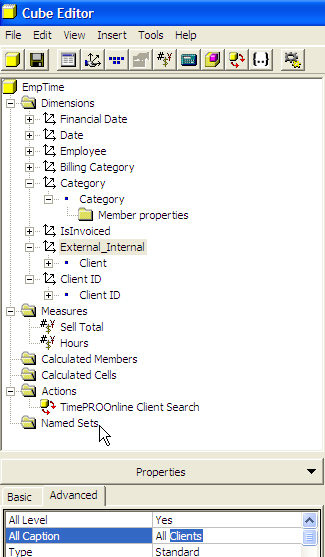 Cube Editor
File Edit View Insert Tools Help
EmpTime
Dimensions
Financial Date
Date
Employee
Billing Category
Category
Category
Member properties
IsInvoiced
External_Internal
Client
Client ID
Client ID
Measures
Sell Total
Hours
Calculated Members
Calculated Cells
Actions
TimePROOnline Client Search
Named Sets
Properties
Basic Advanced
All Level Yes
All Caption All Clients
Type Standard